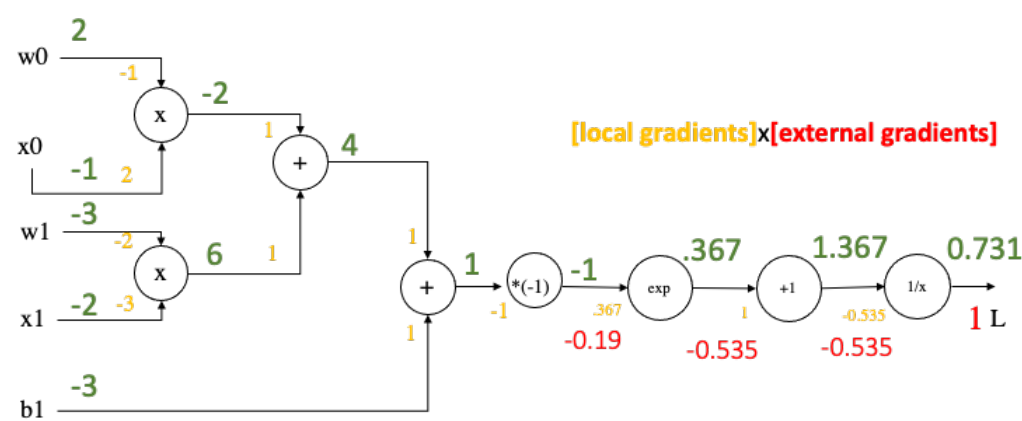 2
w0
-1
-2
x
1
x0
-1
2
+
4
[local gradients]x[external gradients]
-3
w1
-2
x
6
1
1
-2
-3
x1
+
1
1
*(-1)
-1
-1
.367
-0.19
exp
.367
1
-0.535
+1
1.367
-0.535
-0.535
1/x
0.731
1 L
-3
b1